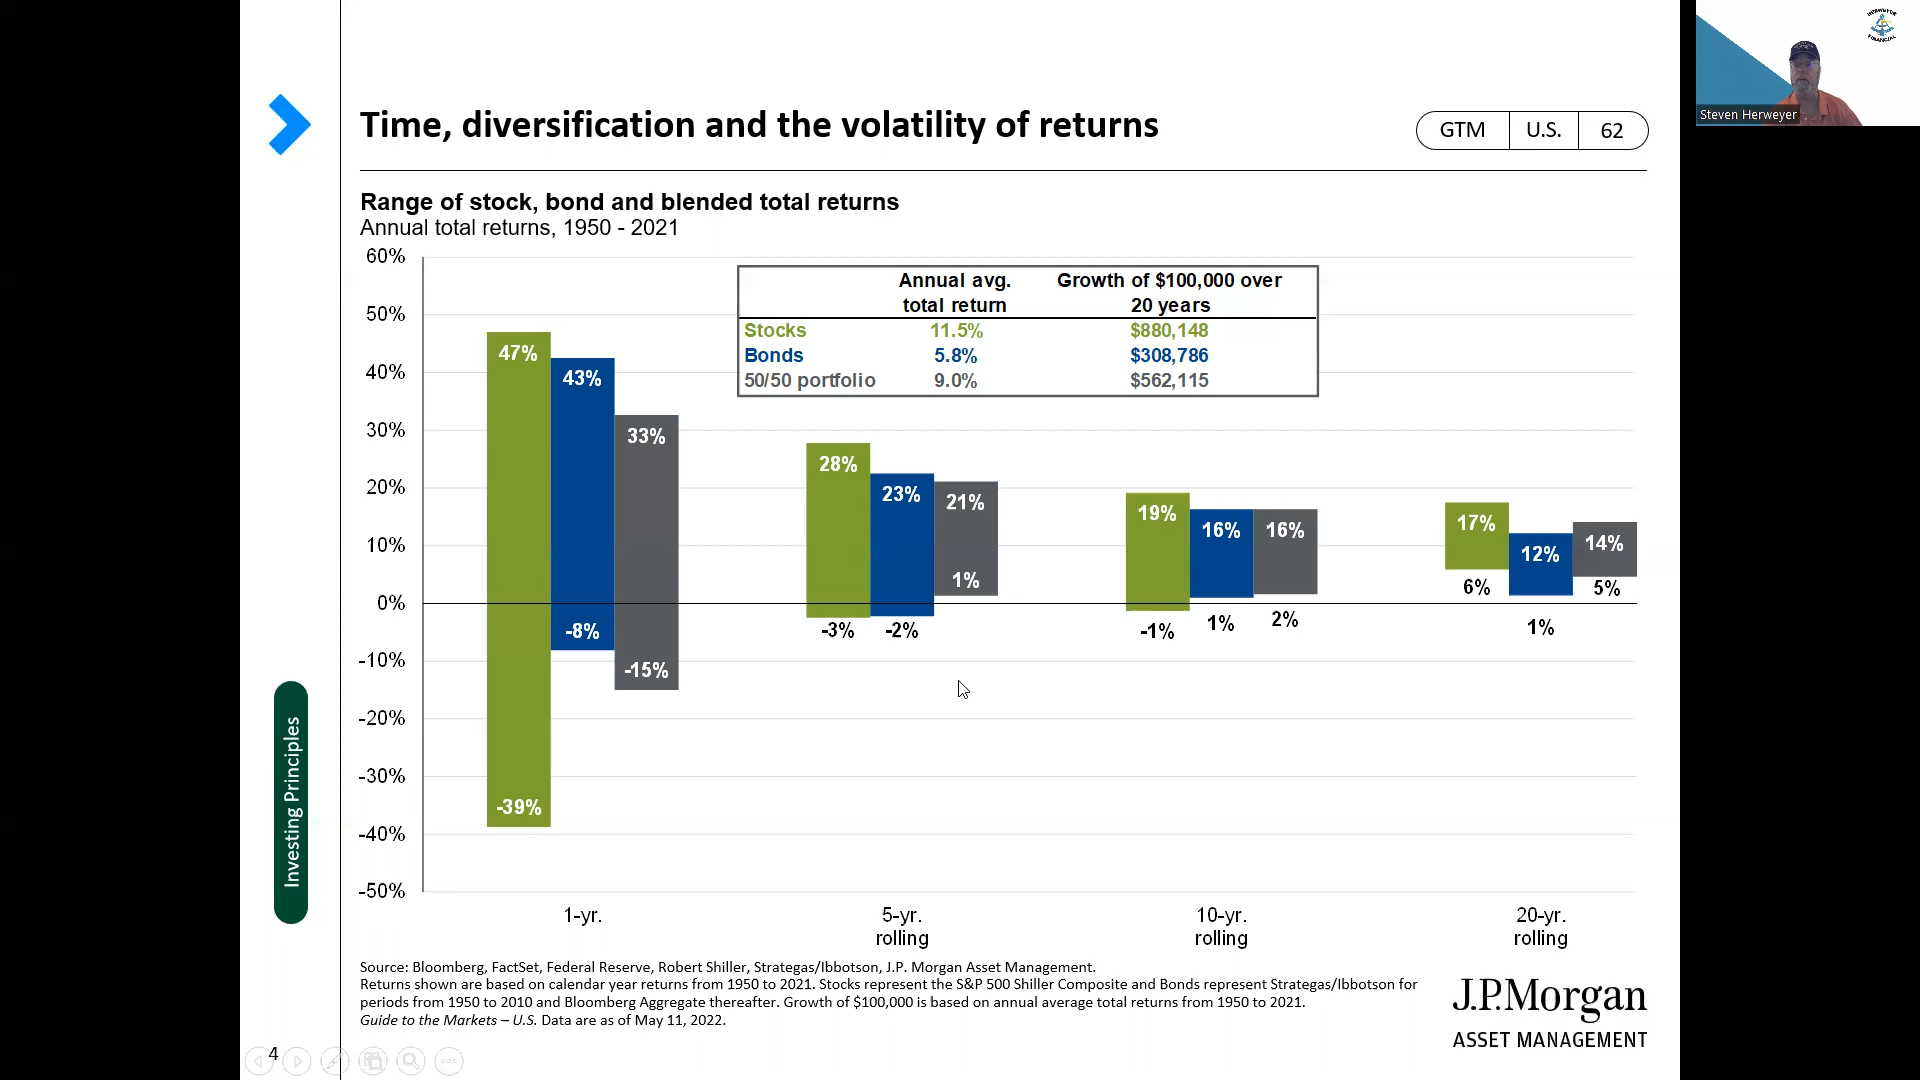 HERWEYER
FINANCIAL
Steven Herweyer
Time, diversification and the volatility of returns
GTM U.S. 62
Range of stock, bond and blended total returns
Annual total returns, 1950 - 2021
Annual avg. total return
Growth of $100,000 over 20 years
Stocks 11.5% $880,148
Bonds 5.8% $308,786
50/50 portfolio 9.0% $562,115
60%
50%
40%
30%
20%
10%
0%
-10%
-20%
-30%
-40%
-50%
47% 43% 33%
-39% -8% -15%
28% 23% 21%
-3% -2% 1%
19% 16% 16%
-1% 1% 2%
17% 12% 14%
6% 1% 5%
1-yr.
5-yr. rolling
10-yr. rolling
20-yr. rolling
Investing Principles
Source: Bloomberg, FactSet, Federal Reserve, Robert Shiller, Strategas/Ibbotson, J.P. Morgan Asset Management.
Returns shown are based on calendar year returns from 1950 to 2021. Stocks represent the S&P 500 Shiller Composite and Bonds represent Strategas/Ibbotson for
periods from 1950 to 2010 and Bloomberg Aggregate thereafter. Growth of $100,000 is based on annual average total returns from 1950 to 2021.
Guide to the Markets – U.S. Data are as of May 11, 2022.
J.P.Morgan
ASSET MANAGEMENT
4